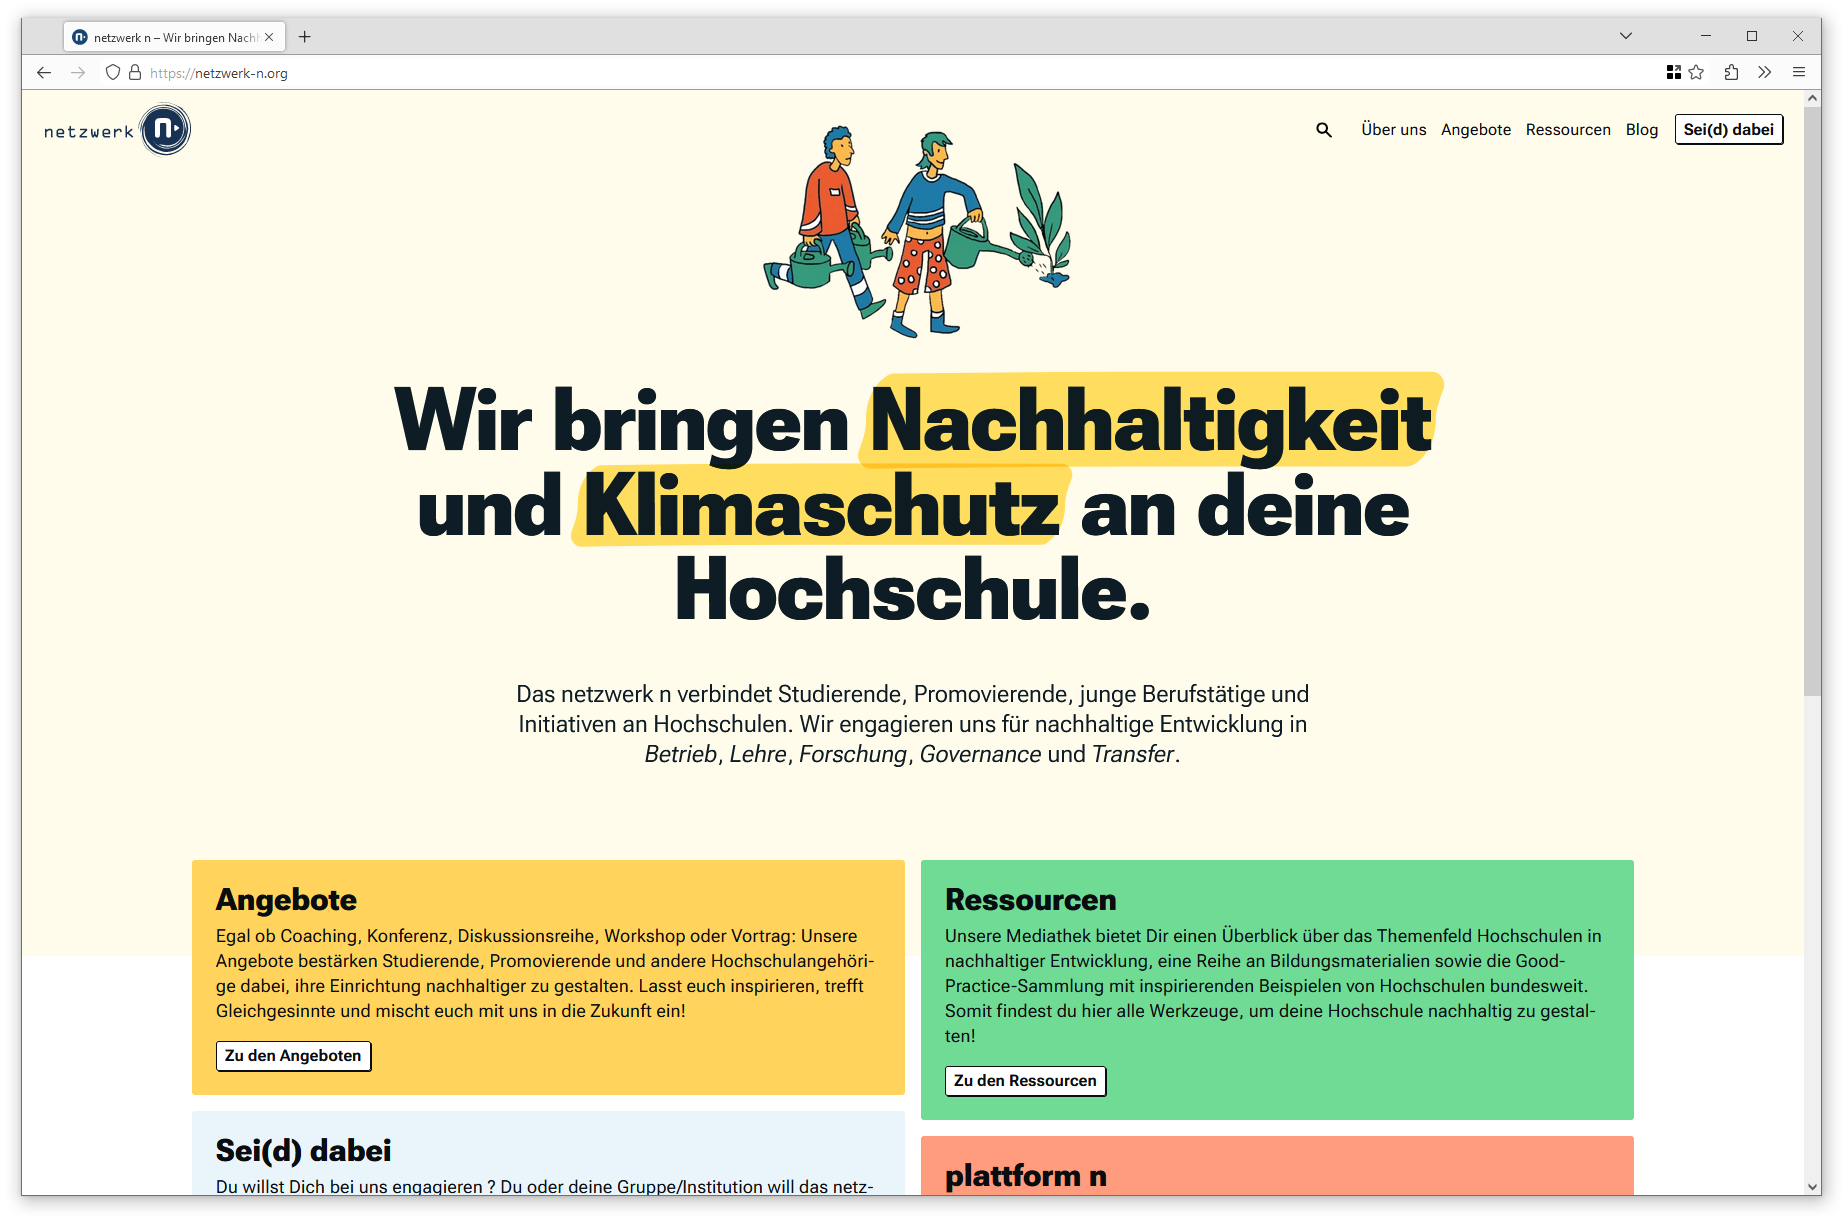 netzwerk n – Wir bringen Nachh
https://netzwerk-n.org
netzwerk n
Über uns Angebote Ressourcen Blog Sei(d) dabei
Wir bringen Nachhaltigkeit
und Klimaschutz an deine
Hochschule.
Das netzwerk n verbindet Studierende, Promovierende, junge Berufstätige und
Initiativen an Hochschulen. Wir engagieren uns für nachhaltige Entwicklung in
Betrieb, Lehre, Forschung, Governance und Transfer.
Angebote
Egal ob Coaching, Konferenz, Diskussionsreihe, Workshop oder Vortrag: Unsere
Angebote bestärken Studierende, Promovierende und andere Hochschulangehöri-
ge dabei, ihre Einrichtung nachhaltiger zu gestalten. Lasst euch inspirieren, trefft
Gleichgesinnte und mischt euch mit uns in die Zukunft ein!
Zu den Angeboten
Ressourcen
Unsere Mediathek bietet Dir einen Überblick über das Themenfeld Hochschulen in
nachhaltiger Entwicklung, eine Reihe an Bildungsmaterialien sowie die Good-
Practice-Sammlung mit inspirierenden Beispielen von Hochschulen bundesweit.
Somit findest du hier alle Werkzeuge, um deine Hochschule nachhaltig zu gestal-
ten!
Zu den Ressourcen
Sei(d) dabei
Du willst Dich bei uns engagieren ? Du oder deine Gruppe/Institution will das netz-
plattform n